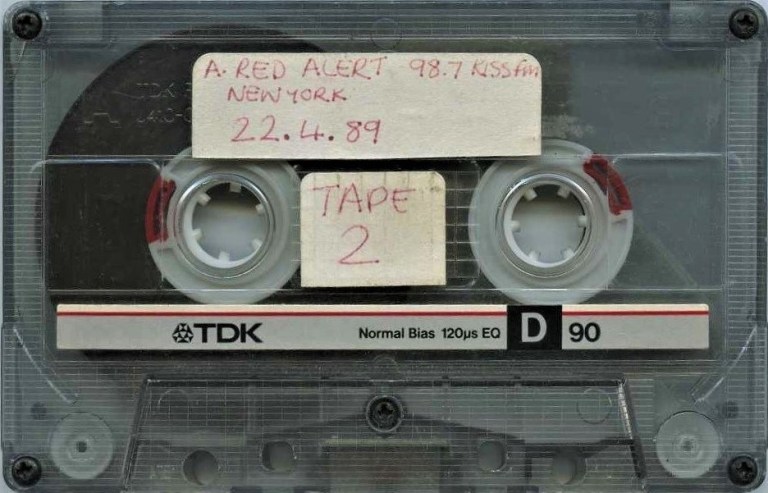 A. RED ALERT 98.7 KISS fm
NEW YORK
22.4.89
TAPE
2
TDK
Normal Bias 120µs EQ
D 90